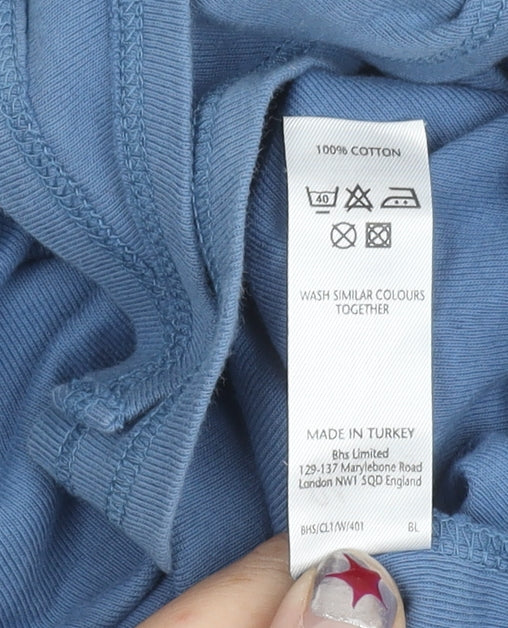 100% COTTON
40
WASH SIMILAR COLOURS
TOGETHER
MADE IN TURKEY
Bhs Limited
129-137 Marylebone Road
London NW1 5QD England
BHS/CL1/W/401 BL